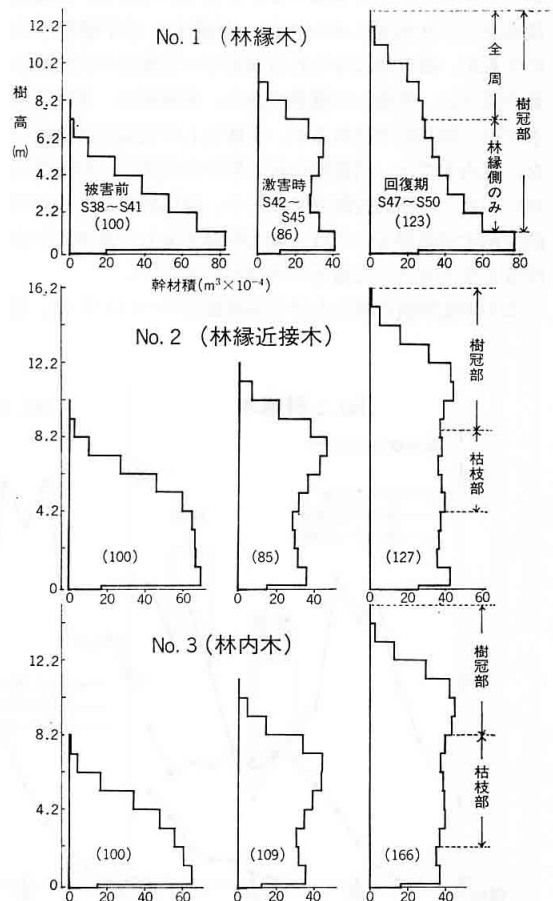 No. 1 (林縁木)
樹高(m)
12.2
10.2
8.2
6.2
4.2
2.2
0
被害前
S38～S41
(100)
激害時
S42～
S45
(86)
回復期
S47～S50
(123)
全周
林縁側のみ
樹冠部
0 20 40 60 80
0 20 40
0 20 40 60 80
幹材積(m³×10⁻⁴)
No. 2 (林縁近接木)
16.2
12.2
8.2
4.2
0
(100)
(85)
(127)
樹冠部
枯枝部
0 20 40 60
0 20 40
0 20 40 60
No. 3 (林内木)
12.2
8.2
4.2
0
(100)
(109)
(166)
樹冠部
枯枝部
0 20 40 60
0 20 40
0 20 40 60